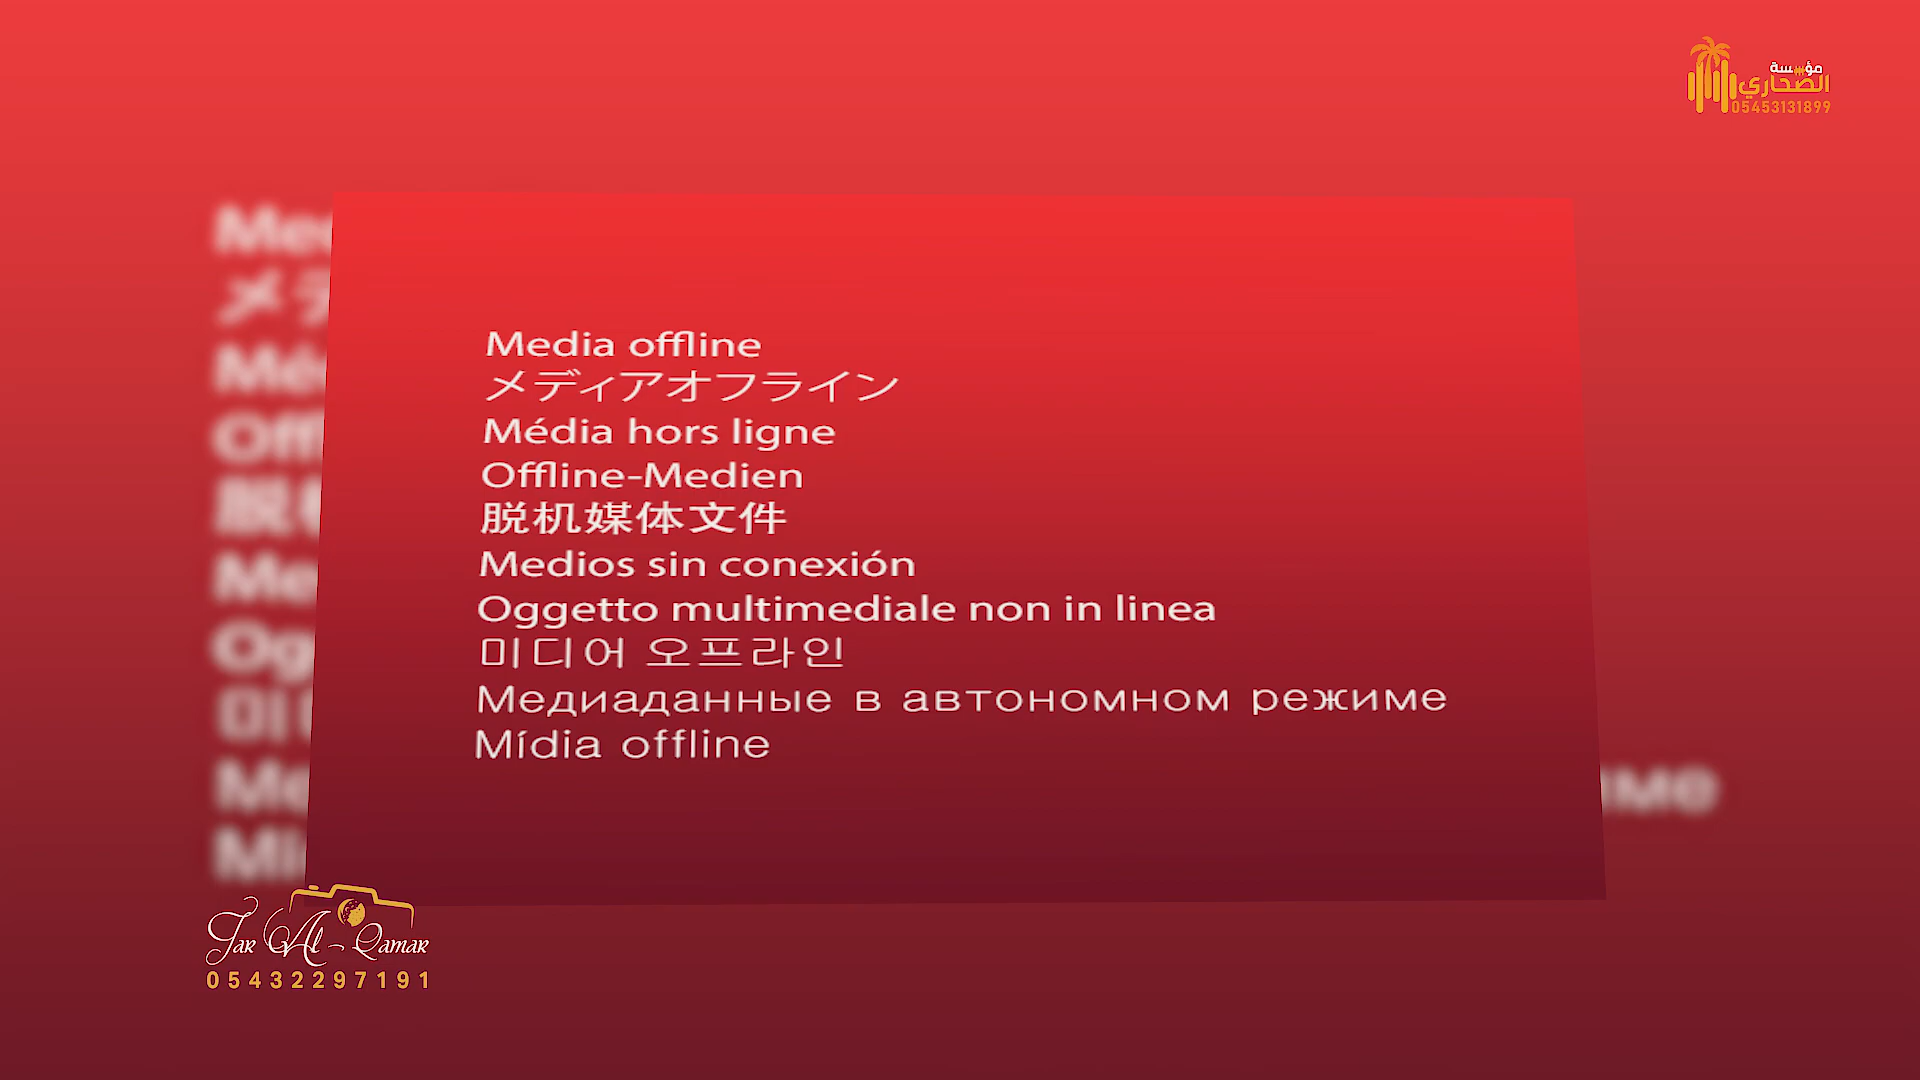 مؤسسة
الصحاري
05453131899
Media offline
メディアオフライン
Média hors ligne
Offline-Medien
脱机媒体文件
Medios sin conexión
Oggetto multimediale non in linea
미디어 오프라인
Медиаданные в автономном режиме
Mídia offline
Jar Al-Qamar
05432297191